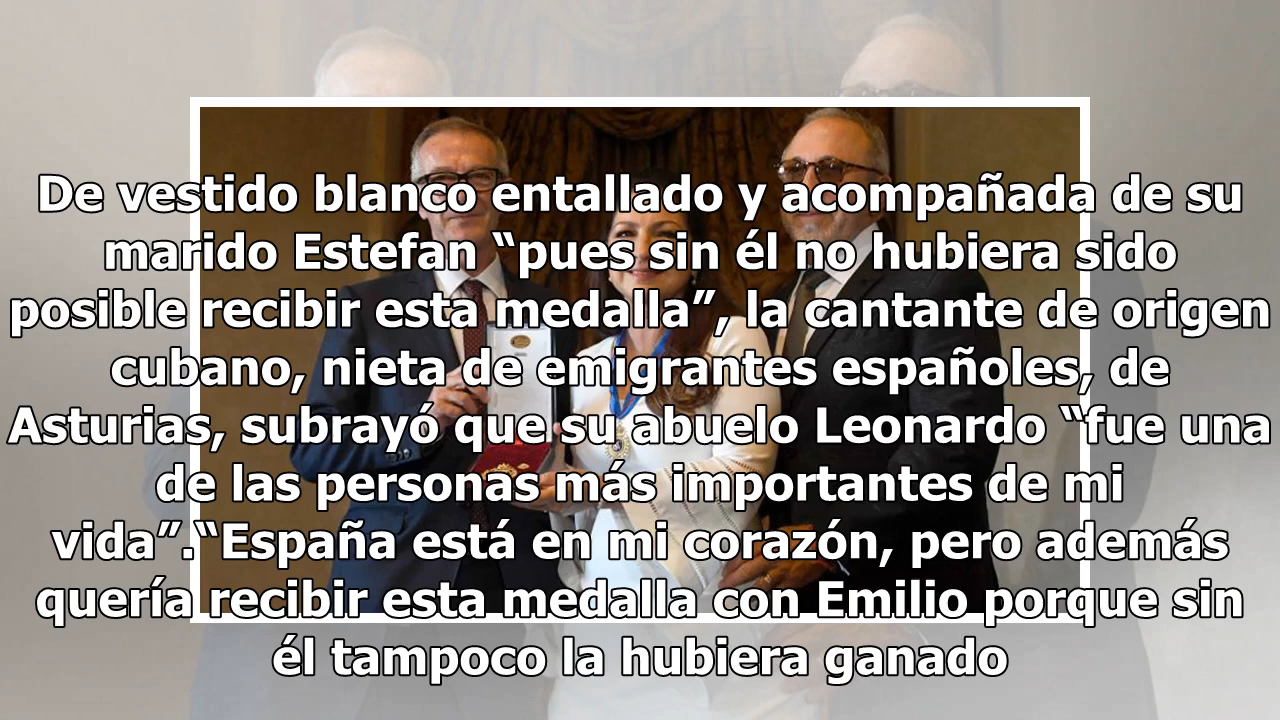 De vestido blanco entallado y acompañada de su
marido Estefan “pues sin él no hubiera sido
posible recibir esta medalla”, la cantante de origen
cubano, nieta de emigrantes españoles, de
Asturias, subrayó que su abuelo Leonardo “fue una
de las personas más importantes de mi
vida”.“España está en mi corazón, pero además
quería recibir esta medalla con Emilio porque sin
él tampoco la hubiera ganado